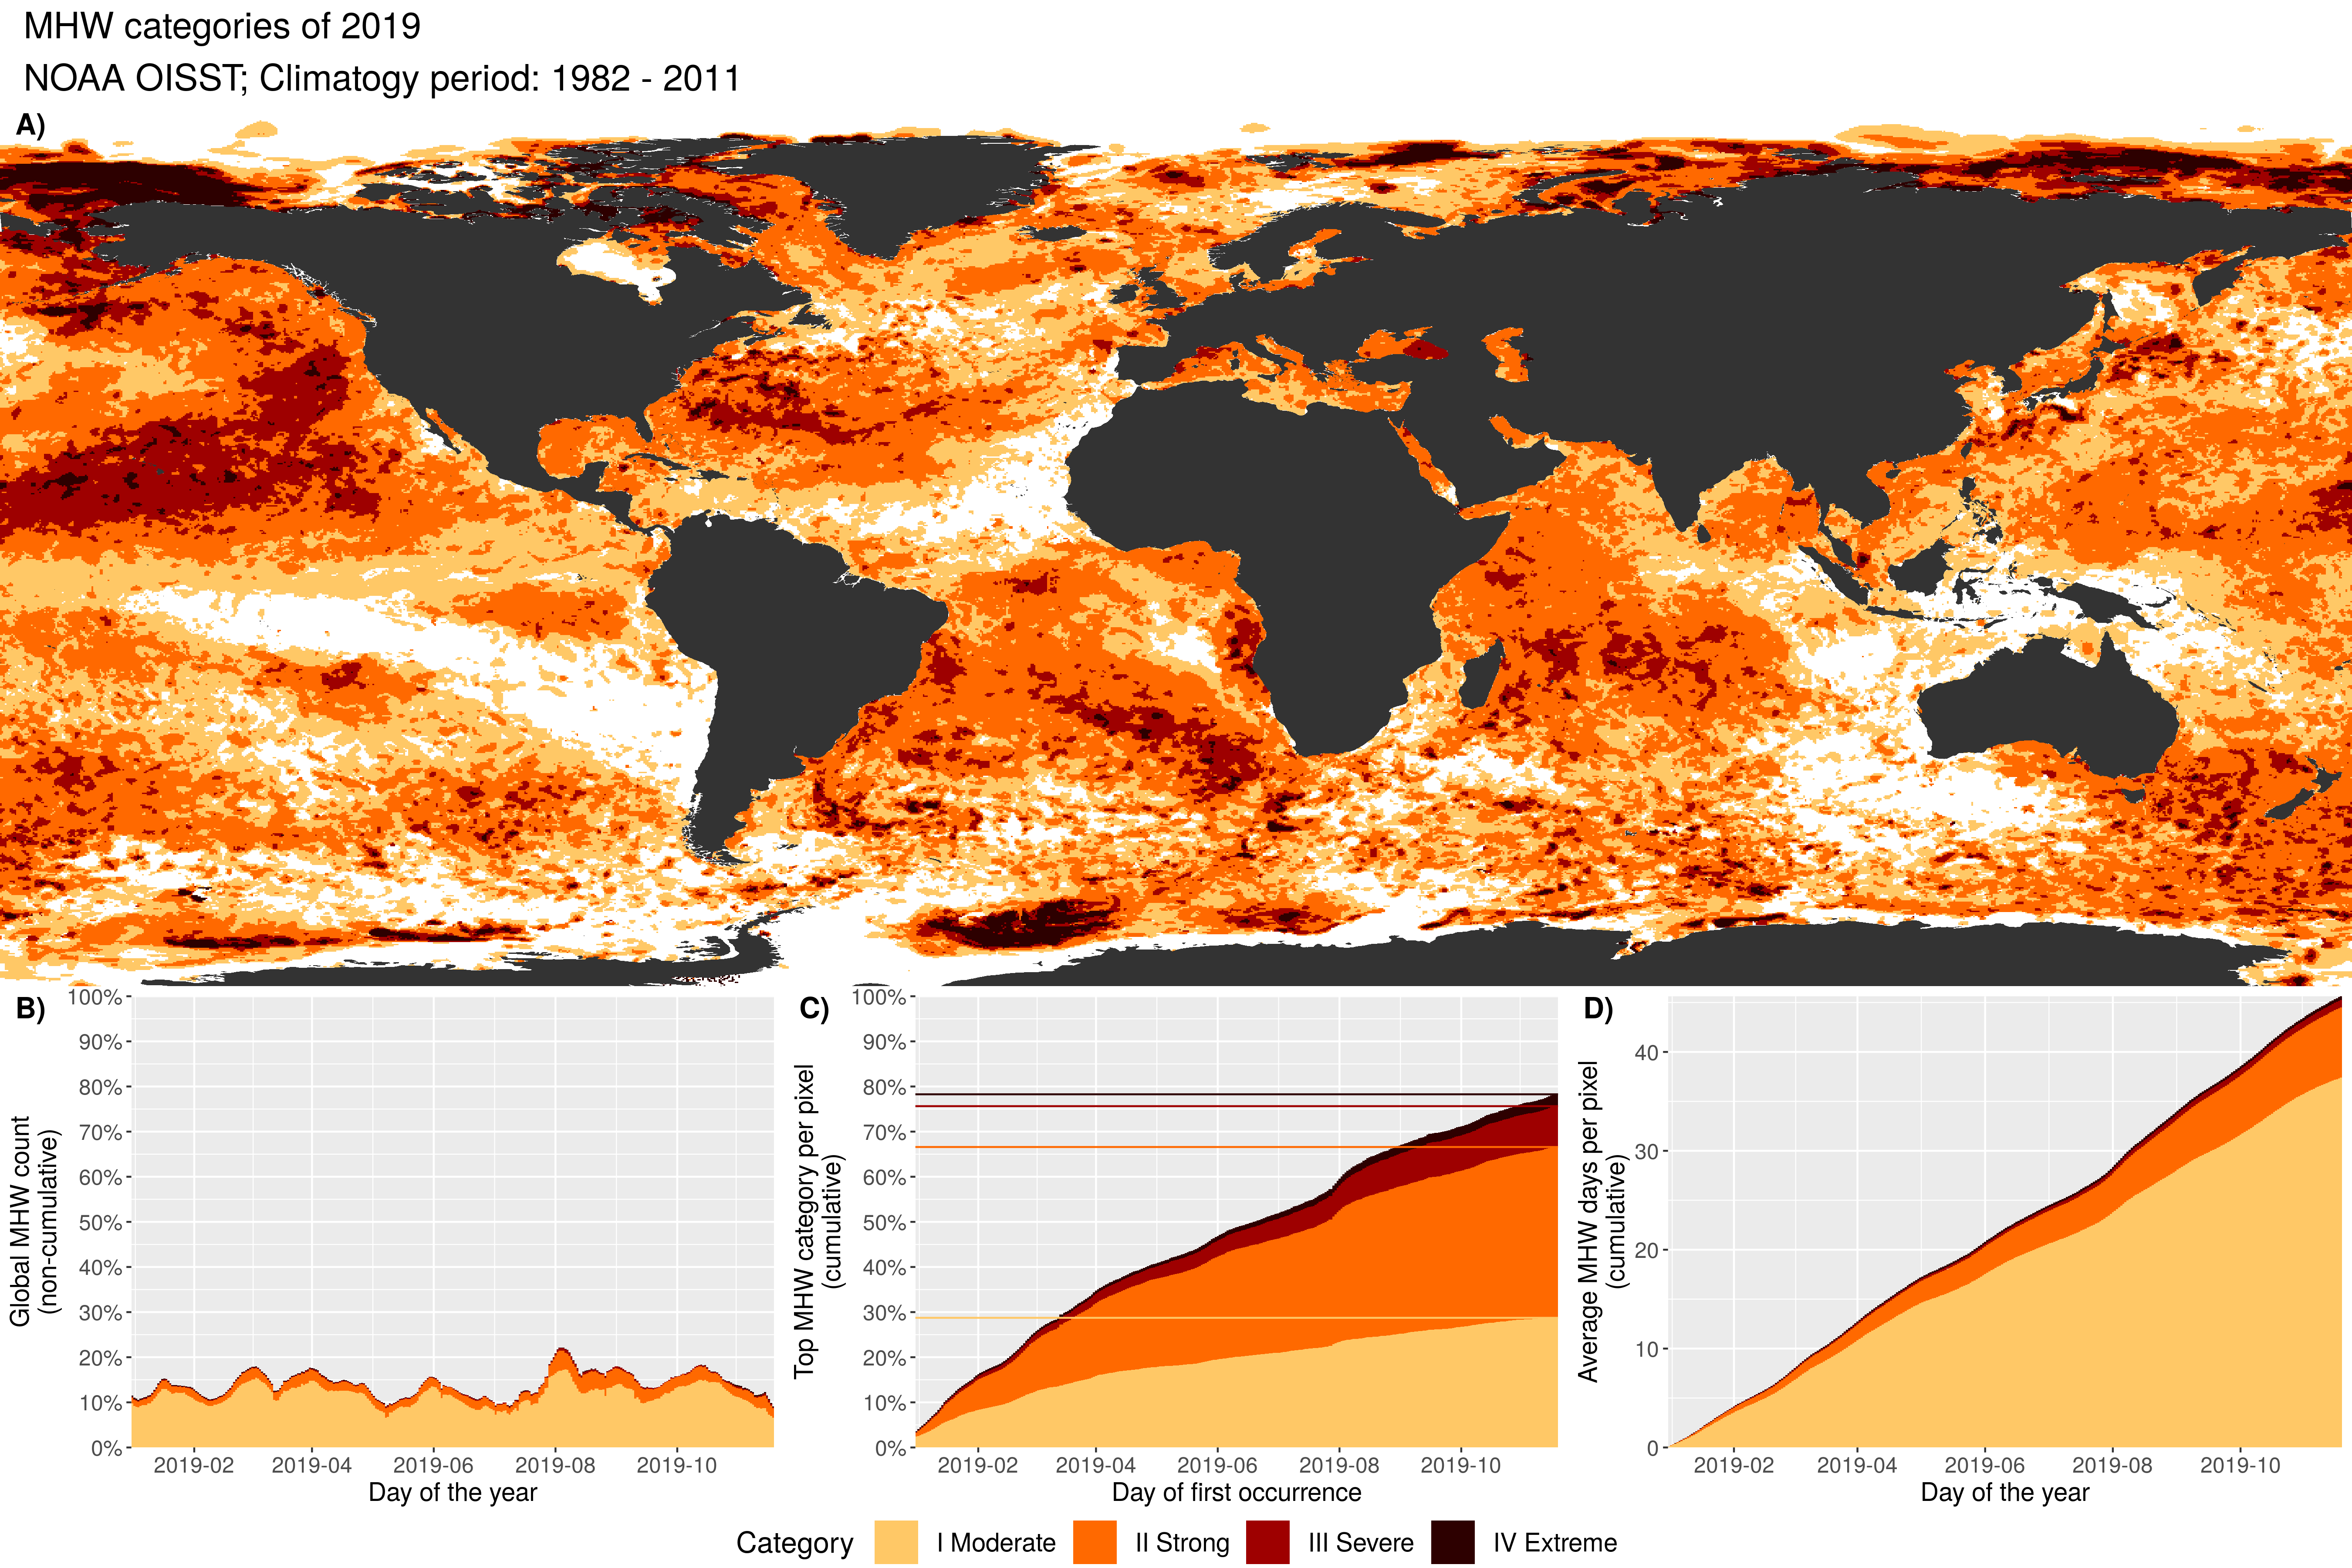 MHW categories of 2019
NOAA OISST; Climatogy period: 1982 - 2011
A)
B)
Global MHW count
(non-cumulative)
100%
90%
80%
70%
60%
50%
40%
30%
20%
10%
0%
2019-02 2019-04 2019-06 2019-08 2019-10
Day of the year
C)
Top MHW category per pixel
(cumulative)
100%
90%
80%
70%
60%
50%
40%
30%
20%
10%
0%
2019-02 2019-04 2019-06 2019-08 2019-10
Day of first occurrence
D)
Average MHW days per pixel
(cumulative)
40
30
20
10
0
2019-02 2019-04 2019-06 2019-08 2019-10
Day of the year
Category I Moderate II Strong III Severe IV Extreme